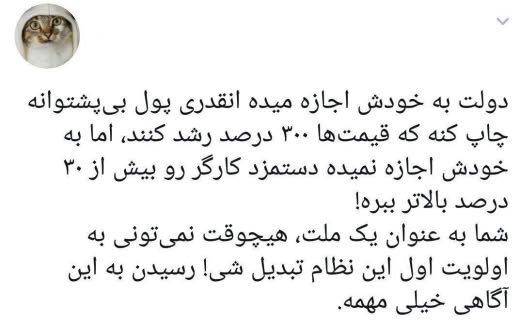 دولت به خودش اجازه میده انقدری پول بی‌پشتوانه
چاپ کنه که قیمت‌ها ۳۰۰ درصد رشد کنند، اما به
خودش اجازه نمیده دستمزد کارگر رو بیش از ۳۰
درصد بالاتر ببره!
شما به عنوان یک ملت، هیچوقت نمی‌تونی به
اولویت اول این نظام تبدیل شی! رسیدن به این
آگاهی خیلی مهمه.